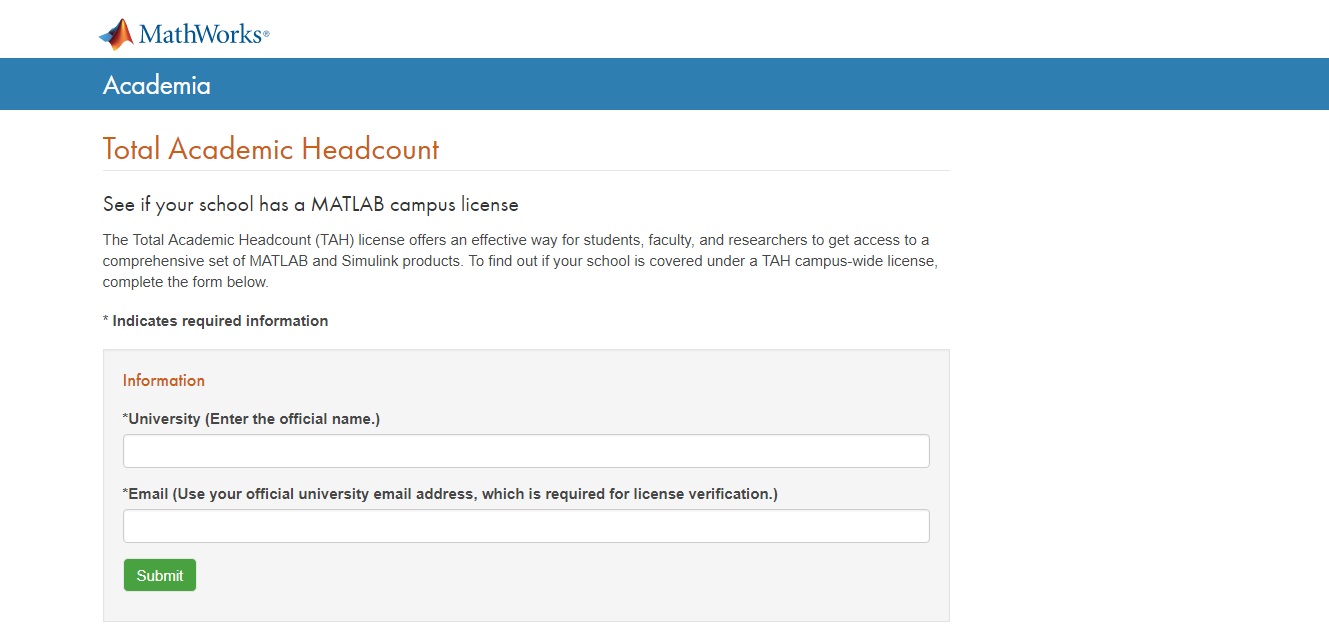 MathWorks®
Academia
Total Academic Headcount
See if your school has a MATLAB campus license
The Total Academic Headcount (TAH) license offers an effective way for students, faculty, and researchers to get access to a
comprehensive set of MATLAB and Simulink products. To find out if your school is covered under a TAH campus-wide license,
complete the form below.
* Indicates required information
Information
*University (Enter the official name.)
*Email (Use your official university email address, which is required for license verification.)
Submit